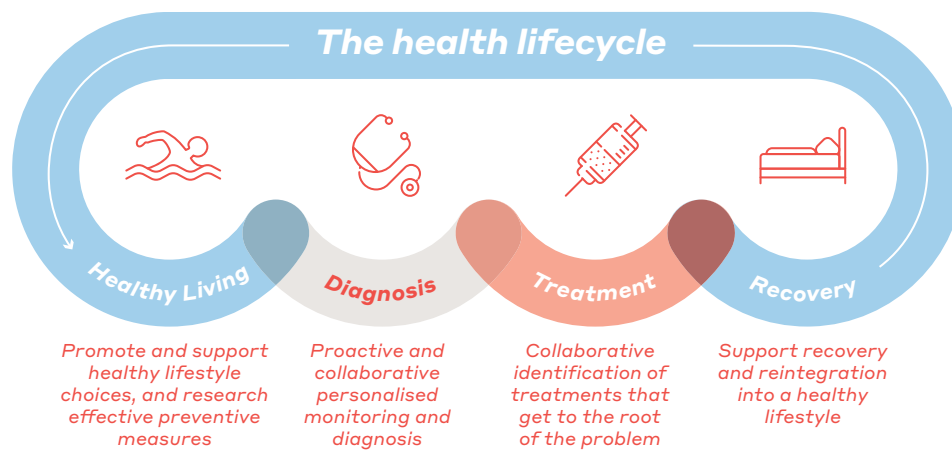 The health lifecycle
Healthy Living
Diagnosis
Treatment
Recovery
Promote and support
healthy lifestyle
choices, and research
effective preventive
measures
Proactive and
collaborative
personalised
monitoring and
diagnosis
Collaborative
identification of
treatments that
get to the root
of the problem
Support recovery
and reintegration
into a healthy
lifestyle